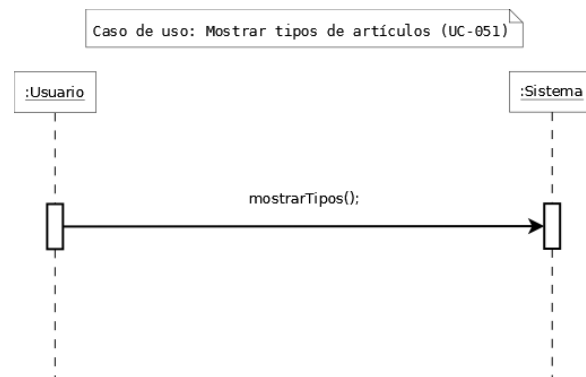 Caso de uso: Mostrar tipos de artículos (UC-051)
:Usuario
:Sistema
mostrarTipos();